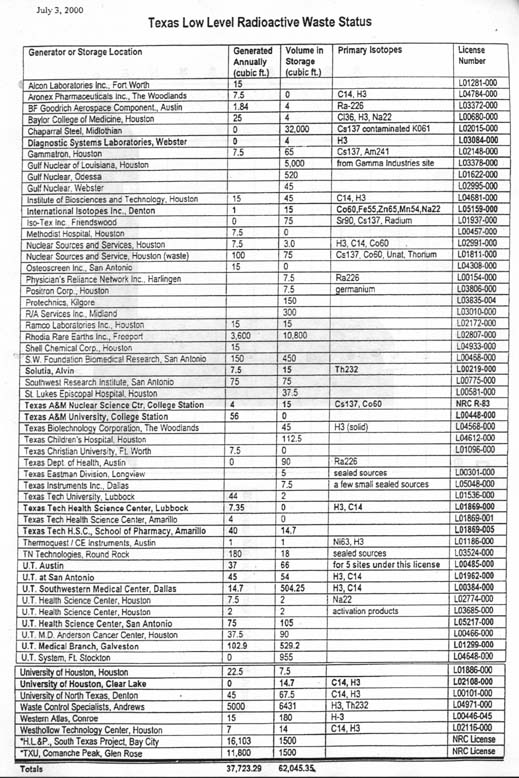 July 3, 2000
Texas Low Level Radioactive Waste Status
Generator or Storage Location Generated Annually (cubic ft.) Volume in Storage (cubic ft.) Primary Isotopes License Number
Alcon Laboratories Inc., Fort Worth 15 L01281-000
Aronex Pharmaceuticals Inc., The Woodlands 7.5 0 C14, H3 L04784-000
BF Goodrich Aerospace Component., Austin 1.84 4 Ra-226 L03372-000
Baylor College of Medicine, Houston 25 4 Cl36, H3, Na22 L00680-000
Chaparral Steel, Midlothian 0 32,000 Cs137 contaminated K061 L02015-000
Diagnostic Systems Laboratories, Webster 0 4 H3 L03084-000
Gammatron, Houston 7.5 65 Cs137, Am241 L02148-000
Gulf Nuclear of Louisiana, Houston 5,000 from Gamma Industries site L03378-000
Gulf Nuclear, Odessa 520 L01622-000
Gulf Nuclear, Webster 45 L02995-000
Institute of Biosciences and Technology, Houston 15 45 C14, H3 L04681-000
International Isotopes Inc., Denton 1 15 Co60,Fe55,Zn65,Mn54,Na22 L05159-000
Iso-Tex Inc. Friendswood 0 75 Sr90, Cs137, Radium L01937-000
Methodist Hospital, Houston 7.5 0 L00457-000
Nuclear Sources and Services, Houston 7.5 3.0 H3, C14, Co60 L02991-000
Nuclear Sources and Service, Houston (waste) 100 75 Cs137, Co60, Unat, Thorium L01811-000
Osteoscreen Inc., San Antonio 15 0 L04308-000
Physician's Reliance Network Inc., Harlingen 7.5 Ra226 L00154-000
Positron Corp., Houston 7.5 germanium L03806-000
Protechnics, Kilgore 150 L03835-004
R/A Services Inc., Midland 300 L03010-000
Ramco Laboratories Inc., Houston 15 15 L02172-000
Rhodia Rare Earths Inc., Freeport 3,600 10,800 L02807-000
Shell Chemical Corp., Houston 15 L04933-000
S.W. Foundation Biomedical Research, San Antonio 150 450 L00468-000
Solutia, Alvin 7.5 15 Th232 L00219-000
Southwest Research Institute, San Antonio 75 75 L00775-000
St. Lukes Episcopal Hospital, Houston 37.5 L00581-000
Texas A&M Nuclear Science Ctr, College Station 4 15 Cs137, Co60 NRC R-83
Texas A&M University, College Station 56 0 L00448-000
Texas Biotechnology Corporation, The Woodlands 45 H3 (solid) L04568-000
Texas Children's Hospital, Houston 112.5 L04612-000
Texas Christian University, Ft. Worth 7.5 0 L01096-000
Texas Dept. of Health, Austin 0 90 Ra226
Texas Eastman Division, Longview 5 sealed sources L00301-000
Texas Instruments Inc., Dallas 7.5 a few small sealed sources L05048-000
Texas Tech University, Lubbock 44 2 L01536-000
Texas Tech Health Science Center, Lubbock 7.35 0 H3, C14 L01869-000
Texas Tech Health Science Center, Amarillo 4 0 L01869-001
Texas Tech H.S.C., School of Pharmacy, Amarillo 40 14.7 L01869-005
Thermoquest / CE Instruments, Austin 1 1 Ni63, H3 L01186-000
TN Technologies, Round Rock 180 18 sealed sources L03524-000
U.T. Austin 37 66 for 5 sites under this license L00485-000
U.T. at San Antonio 45 54 H3, C14 L01962-000
U.T. Southwestern Medical Center, Dallas 14.7 504.25 H3, C14 L00384-000
U.T. Health Science Center, Houston 7.5 2 Na22 L02774-000
U.T. Health Science Center, Houston 2 2 activation products L03685-000
U.T. Health Science Center, San Antonio 75 105 L05217-000
U.T. M.D. Anderson Cancer Center, Houston 37.5 90 L00466-000
U.T. Medical Branch, Galveston 102.9 529.2 L01299-000
U.T. System, Ft. Stockton 0 955 L04648-000
University of Houston, Houston 22.5 7.5 L01886-000
University of Houston, Clear Lake 0 14.7 C14, H3 L02108-000
University of North Texas, Denton 45 67.5 C14, H3 L00101-000
Waste Control Specialists, Andrews 5000 6431 H3, Th232 L04971-000
Western Atlas, Conroe 15 180 H-3 L00446-045
Westhollow Technology Center, Houston 7 14 C14, H3 L02116-000
*H.L.&P., South Texas Project, Bay City 16,103 1500 NRC License
*TXU, Comanche Peak, Glen Rose 11,800 1500 NRC License
Totals 37,723.29 62,045.35